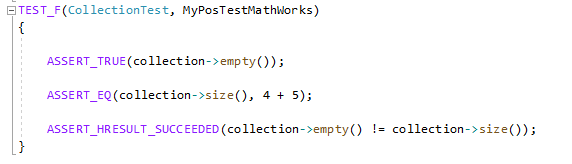 TEST_F(CollectionTest, MyPosTestMathWorks)
{
ASSERT_TRUE(collection->empty());
ASSERT_EQ(collection->size(), 4 + 5);
ASSERT_HRESULT_SUCCEEDED(collection->empty() != collection->size());
}